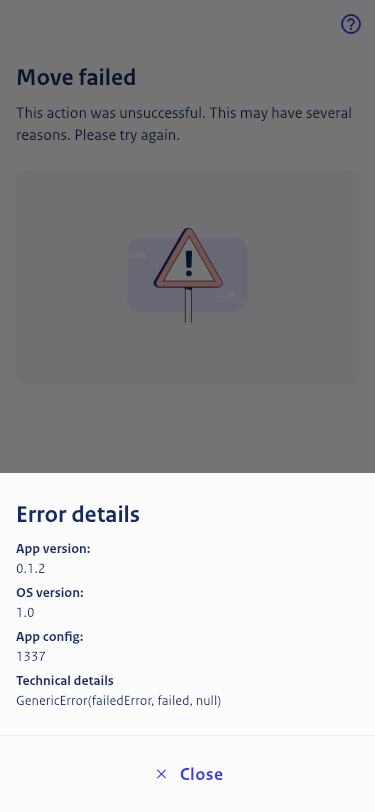 Move failed
This action was unsuccessful. This may have several
reasons. Please try again.
Error details
App version:
0.1.2
OS version:
1.0
App config:
1337
Technical details
GenericError(failedError, failed, null)
Close